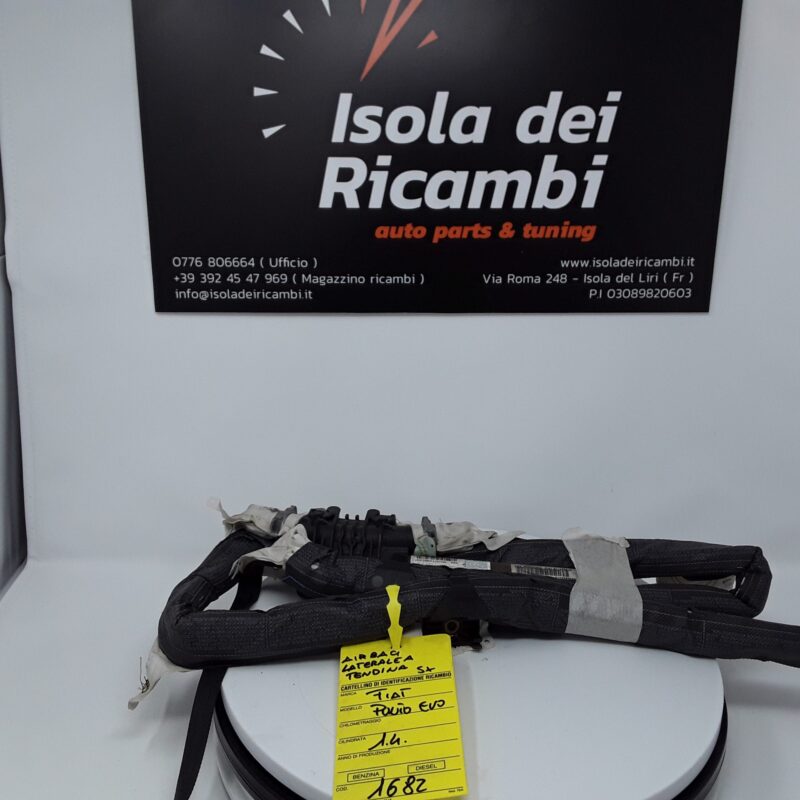 Isola dei
Ricambi
auto parts & tuning
0776 806664 ( Ufficio )
+39 392 45 47 969 ( Magazzino ricambi )
info@isoladeiricambi.it
www.isoladeiricambi.it
Via Roma 248 - Isola del Liri ( Fr )
P.I 03089820603
AIRBAG
LATERALE A
TENDINA SX
CARTELLINO DI IDENTIFICAZIONE RICAMBIO
MARCA FIAT
MODELLO PUNTO EVO
CHILOMETRAGGIO
CILINDRATA 1.4
ANNO DI PRODUZIONE
BENZINA DIESEL
COD. 1682